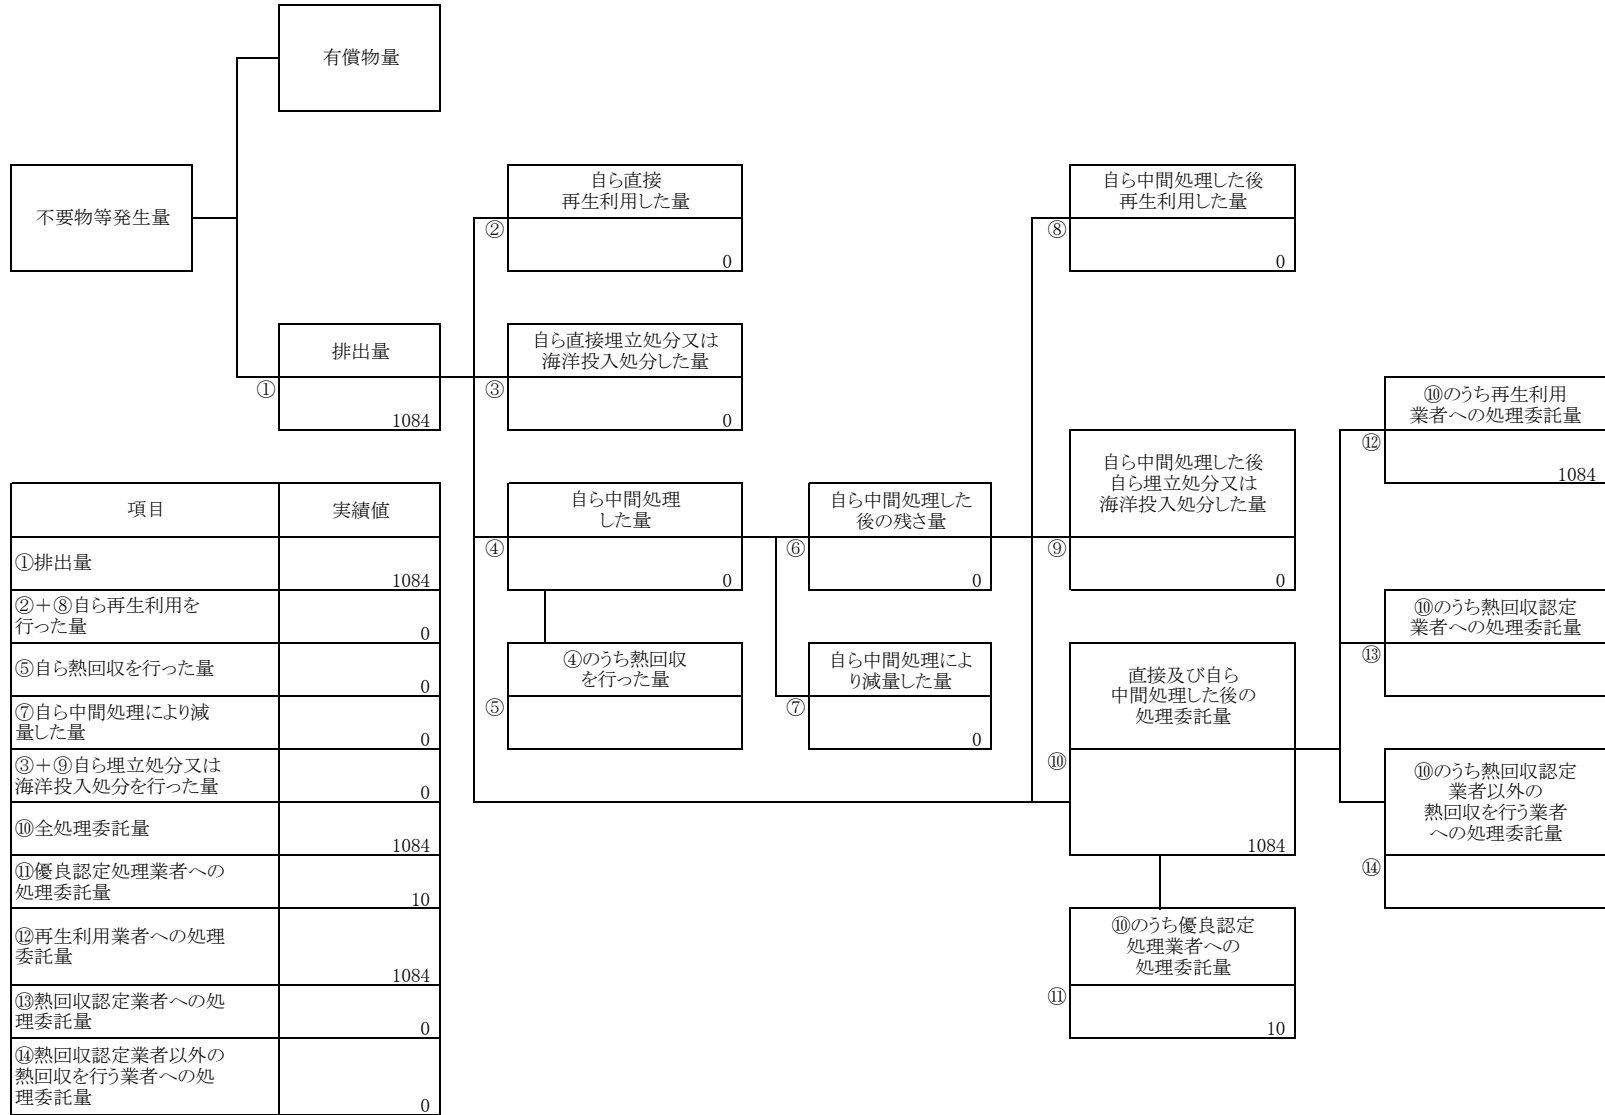 有償物量
不要物等発生量
自ら直接
再生利用した量
②
0
自ら中間処理した後
再生利用した量
⑧
0
排出量
①
1084
自ら直接埋立処分又は
海洋投入処分した量
③
0
⑩のうち再生利用
業者への処理委託量
⑫
1084
自ら中間処理
した量
④
0
自ら中間処理した
後の残さ量
⑥
0
自ら中間処理した後
自ら埋立処分又は
海洋投入処分した量
⑨
0
⑩のうち熱回収認定
業者への処理委託量
⑬
④のうち熱回収
を行った量
⑤
自ら中間処理によ
り減量した量
⑦
0
直接及び自ら
中間処理した後の
処理委託量
⑩
1084
⑩のうち熱回収認定
業者以外の
熱回収を行う業者
への処理委託量
⑭
⑩のうち優良認定
処理業者への
処理委託量
⑪
10
項目 実績値
①排出量
1084
②＋⑧自ら再生利用を
行った量
0
⑤自ら熱回収を行った量
0
⑦自ら中間処理により減
量した量
0
③＋⑨自ら埋立処分又は
海洋投入処分を行った量
0
⑩全処理委託量
1084
⑪優良認定処理業者への
処理委託量
10
⑫再生利用業者への処理
委託量
1084
⑬熱回収認定業者への処
理委託量
0
⑭熱回収認定業者以外の
熱回収を行う業者への処
理委託量
0